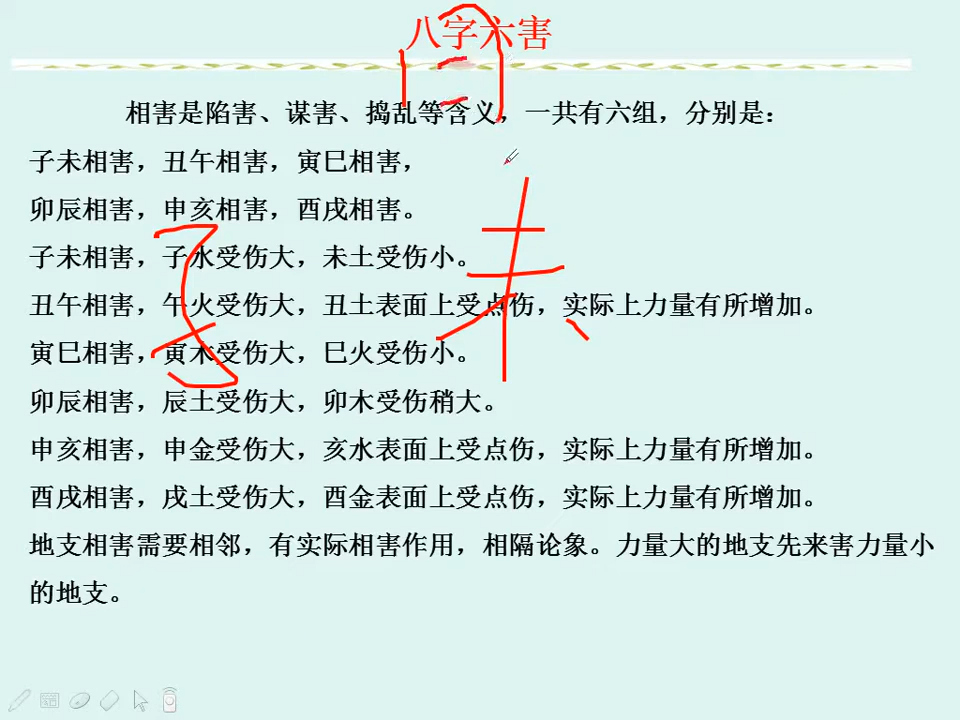 八字六害
相害是陷害、谋害、捣乱等含义，一共有六组，分别是：
子未相害，丑午相害，寅巳相害，
卯辰相害，申亥相害，酉戌相害。
子未相害，子水受伤大，未土受伤小。
丑午相害，午火受伤大，丑土表面上受点伤，实际上力量有所增加。
寅巳相害，寅木受伤大，巳火受伤小。
卯辰相害，辰土受伤大，卯木受伤稍大。
申亥相害，申金受伤大，亥水表面上受点伤，实际上力量有所增加。
酉戌相害，戌土受伤大，酉金表面上受点伤，实际上力量有所增加。
地支相害需要相邻，有实际相害作用，相隔论象。力量大的地支先来害力量小
的地支。
子 未